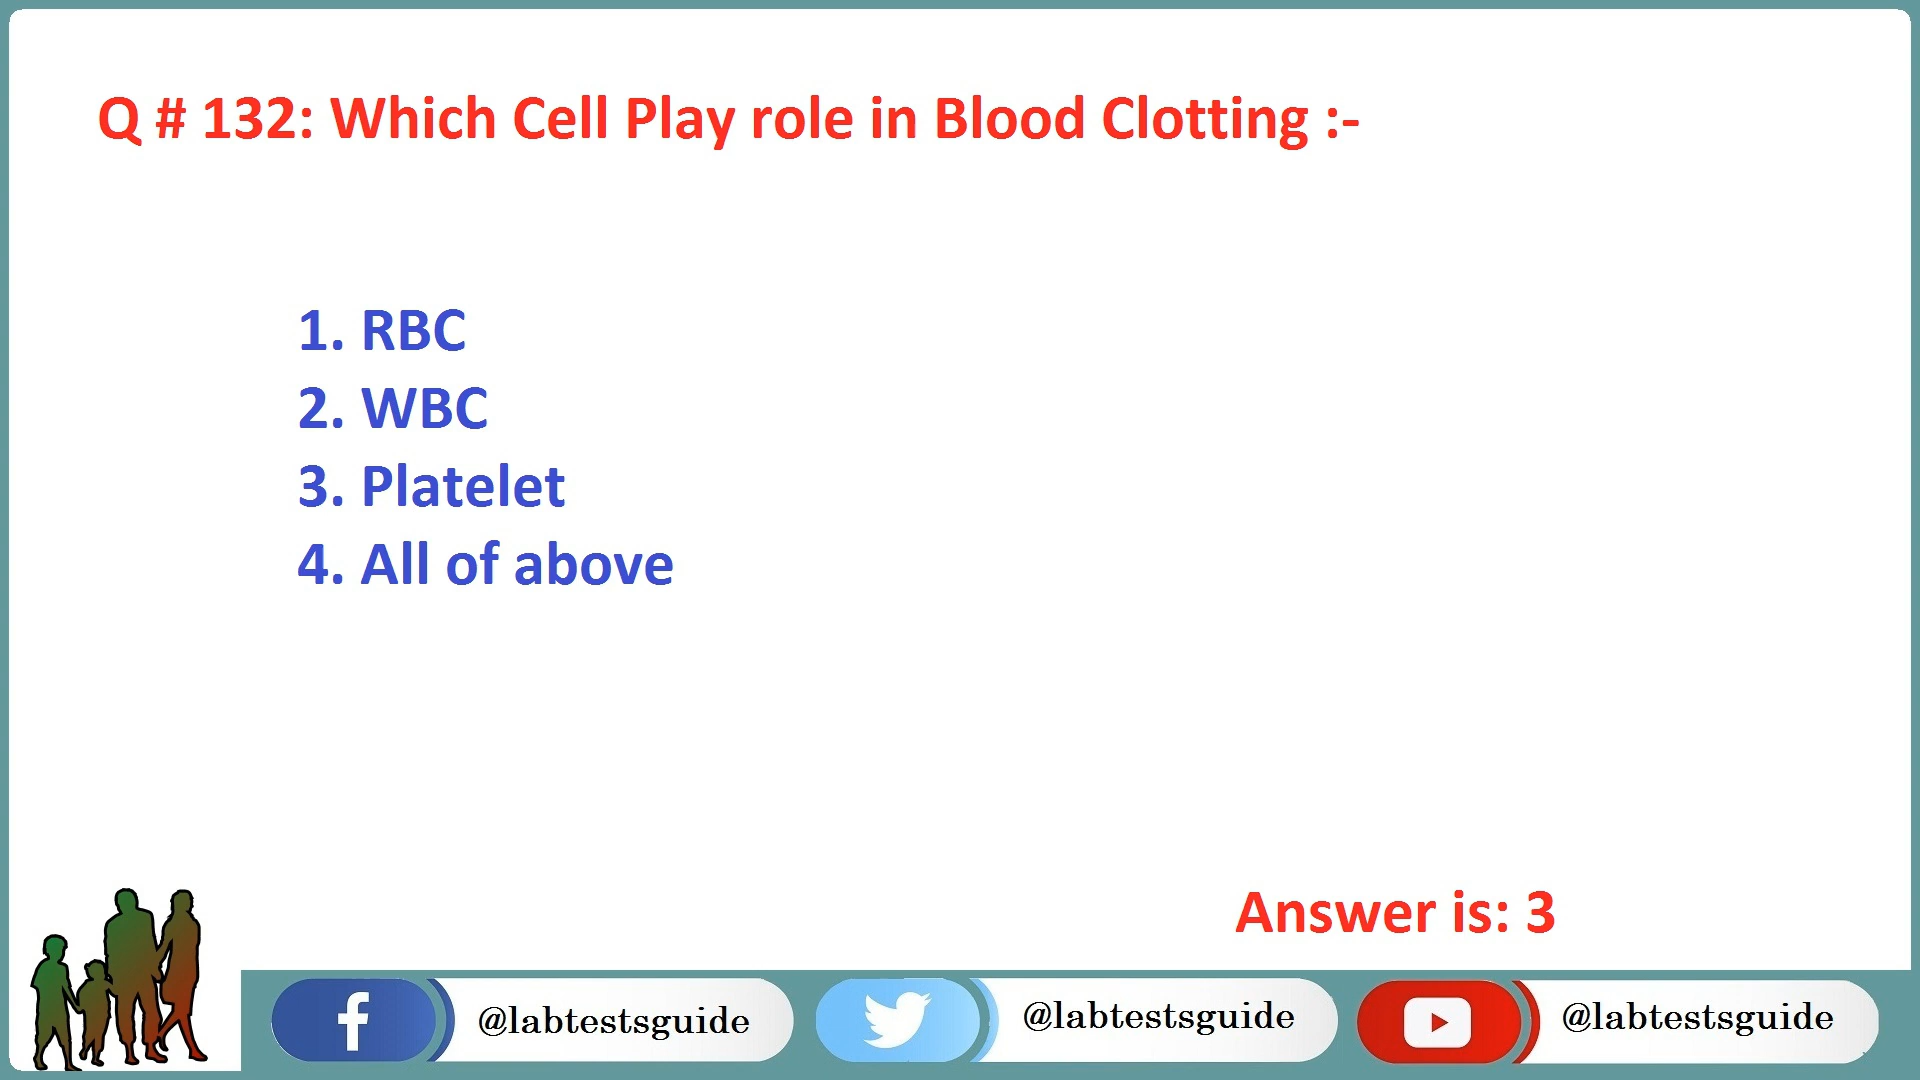 Q # 132: Which Cell Play role in Blood Clotting :-
1. RBC
2. WBC
3. Platelet
4. All of above
Answer is: 3
@labtestsguide @labtestsguide @labtestsguide